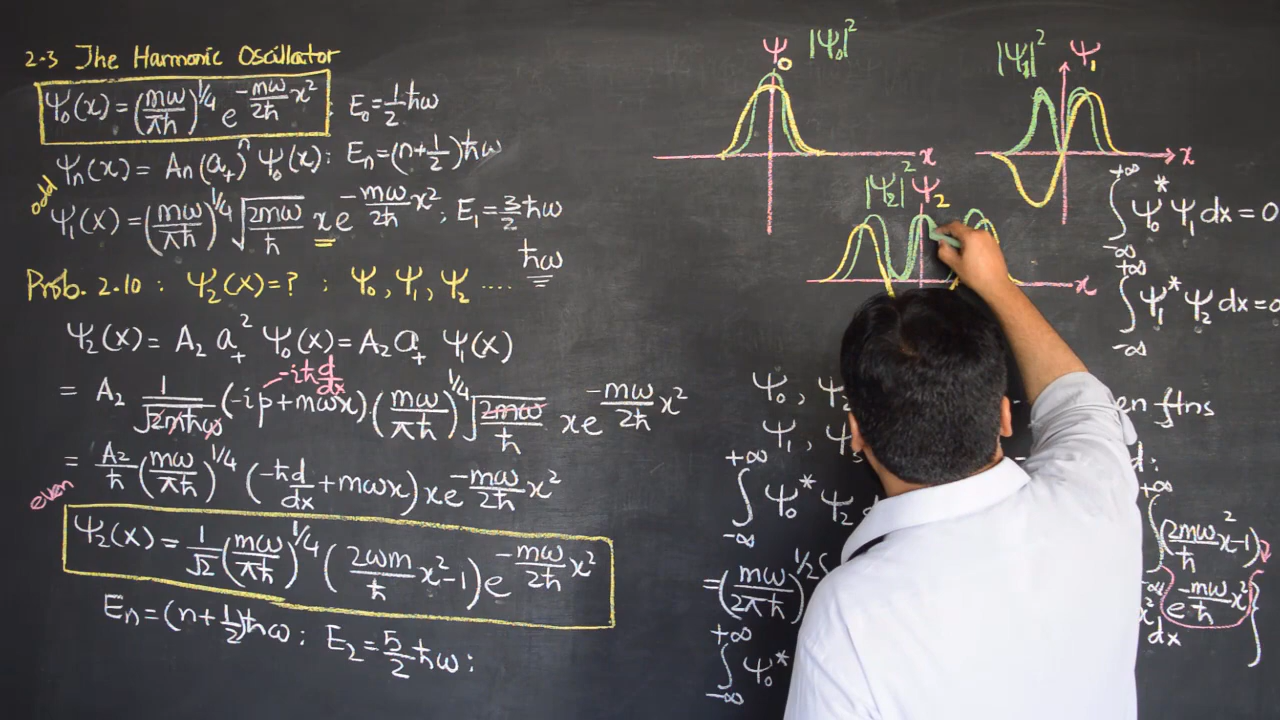 2.3 The Harmonic Oscillator
Ψ₀(x) = (mω/πħ)^1/4 e^(-mω/2ħ x²) E₀ = 1/2 ħω
Ψn(x) = An (a₊)ⁿ Ψ₀(x) : En = (n + 1/2) ħω
odd
Ψ₁(x) = (mω/πħ)^1/4 √(2mω/ħ) x e^(-mω/2ħ x²) ; E₁ = 3/2 ħω
ħω
Prob. 2.10 : Ψ₂(x) = ? ; Ψ₀, Ψ₁, Ψ₂ ....
Ψ₂(x) = A₂ a₊² Ψ₀(x) = A₂ a₊ Ψ₁(x)
-iħ d/dx
= A₂ 1/√(2mħω) (-ip + mωx) (mω/πħ)^1/4 √(2mω/ħ) x e^(-mω/2ħ x²)
= A₂/ħ (mω/πħ)^1/4 (-ħd/dx + mωx) x e^(-mω/2ħ x²)
even
Ψ₂(x) = 1/√2 (mω/πħ)^1/4 (2ωm/ħ x² - 1) e^(-mω/2ħ x²)
En = (n + 1/2) ħω ; E₂ = 5/2 ħω ;
Ψ₀ |Ψ₀|²
x
|Ψ₁|² Ψ₁
x
|Ψ₂|² Ψ₂
x
∫_-∞^+∞ Ψ₀* Ψ₁ dx = 0
∫_-∞^+∞ Ψ₁* Ψ₂ dx = 0
Ψ₀, Ψ₂
Ψ₁,
∫_-∞^+∞ Ψ₀* Ψ₂
= (mω/2πħ)^1/2
(2mω/ħ x² - 1)
e^(-mω/ħ x²)
dx
∫_-∞^+∞ Ψ₀*